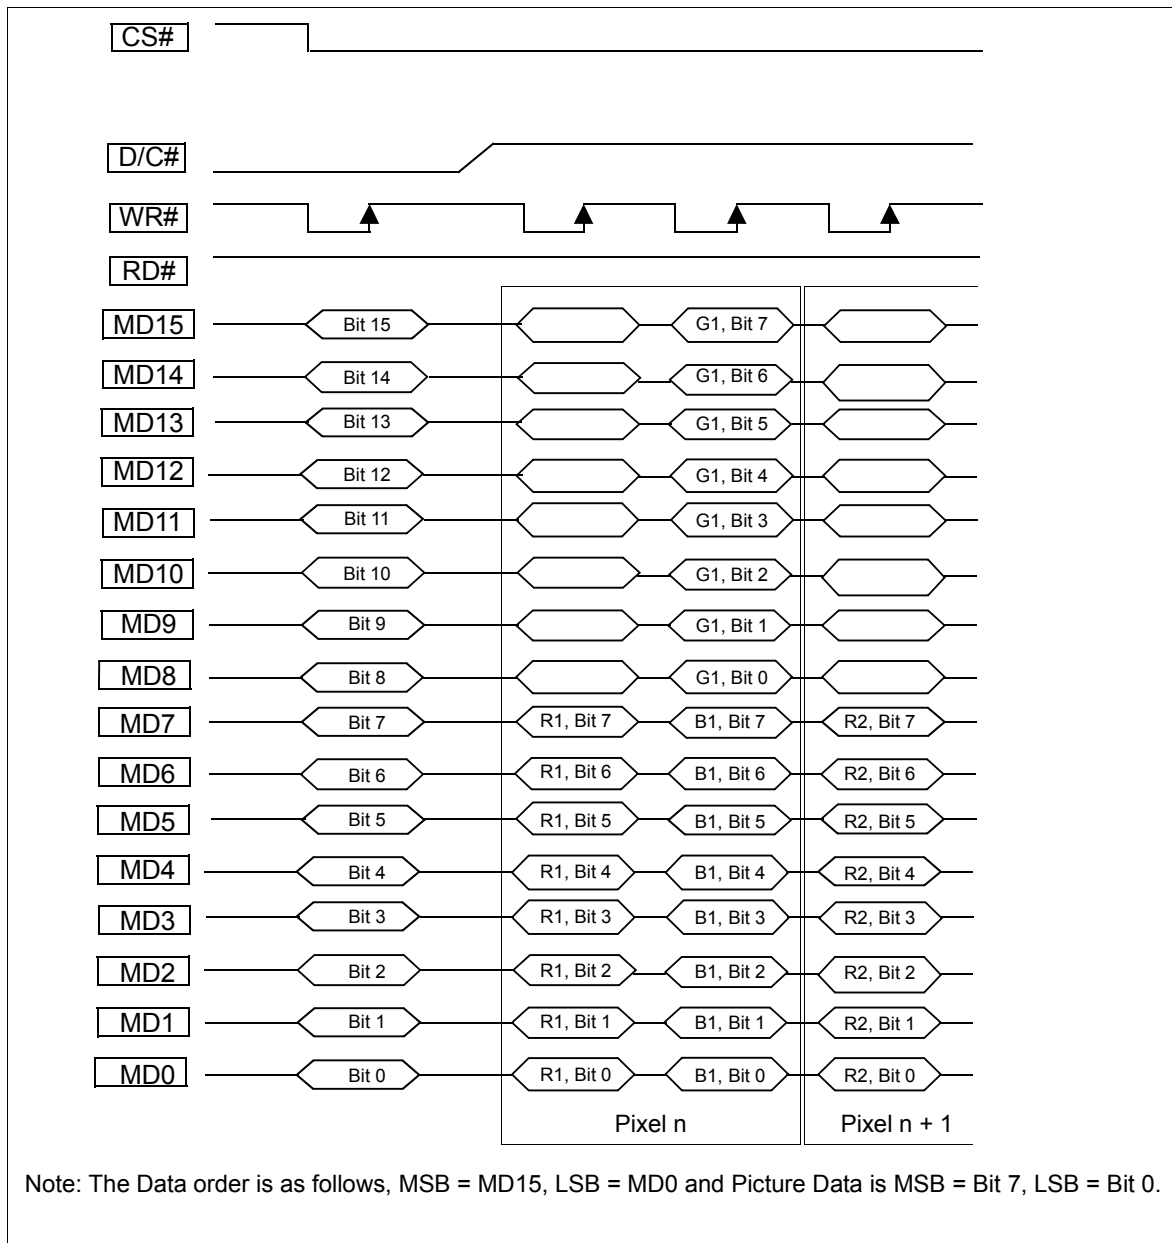 CS#
D/C#
WR#
RD#
MD15 Bit 15 G1, Bit 7
MD14 Bit 14 G1, Bit 6
MD13 Bit 13 G1, Bit 5
MD12 Bit 12 G1, Bit 4
MD11 Bit 11 G1, Bit 3
MD10 Bit 10 G1, Bit 2
MD9 Bit 9 G1, Bit 1
MD8 Bit 8 G1, Bit 0
MD7 Bit 7 R1, Bit 7 B1, Bit 7 R2, Bit 7
MD6 Bit 6 R1, Bit 6 B1, Bit 6 R2, Bit 6
MD5 Bit 5 R1, Bit 5 B1, Bit 5 R2, Bit 5
MD4 Bit 4 R1, Bit 4 B1, Bit 4 R2, Bit 4
MD3 Bit 3 R1, Bit 3 B1, Bit 3 R2, Bit 3
MD2 Bit 2 R1, Bit 2 B1, Bit 2 R2, Bit 2
MD1 Bit 1 R1, Bit 1 B1, Bit 1 R2, Bit 1
MD0 Bit 0 R1, Bit 0 B1, Bit 0 R2, Bit 0
Pixel n Pixel n + 1
Note: The Data order is as follows, MSB = MD15, LSB = MD0 and Picture Data is MSB = Bit 7, LSB = Bit 0.